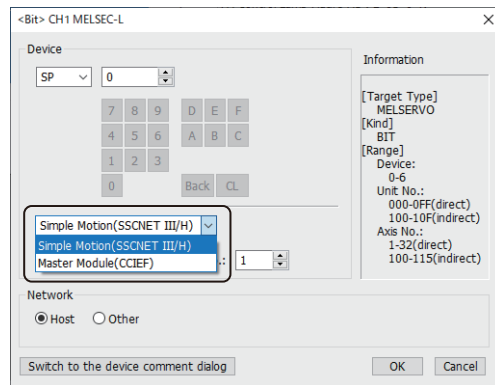 <Bit> CH1 MELSEC-L
Device
SP 0
7 8 9 D E F
4 5 6 A B C
1 2 3
0 Back CL
Simple Motion(SSCNET III/H)
Simple Motion(SSCNET III/H)
Master Module(CCIEF)
.: 1
Information
[Target Type]
MELSERVO
[Kind]
BIT
[Range]
Device:
0-6
Unit No.:
000-0FF(direct)
100-10F(indirect)
Axis No.:
1-32(direct)
100-115(indirect)
Network
Host Other
Switch to the device comment dialog OK Cancel